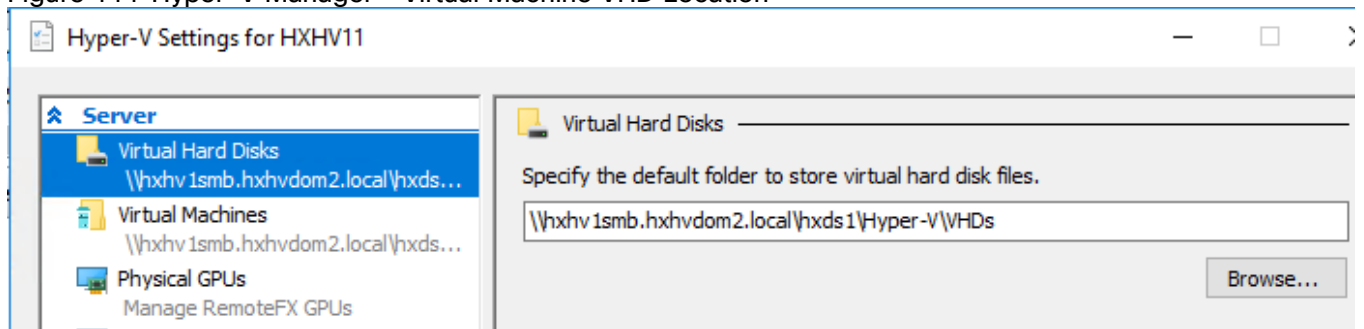 Hyper-V Settings for HXHV11
Server
Virtual Hard Disks
\\hxhv1smb.hxhvdom2.local\hxds...
Virtual Machines
\\hxhv1smb.hxhvdom2.local\hxds...
Physical GPUs
Manage RemoteFX GPUs
Virtual Hard Disks
Specify the default folder to store virtual hard disk files.
\\hxhv1smb.hxhvdom2.local\hxds1\Hyper-V\VHDs
Browse...